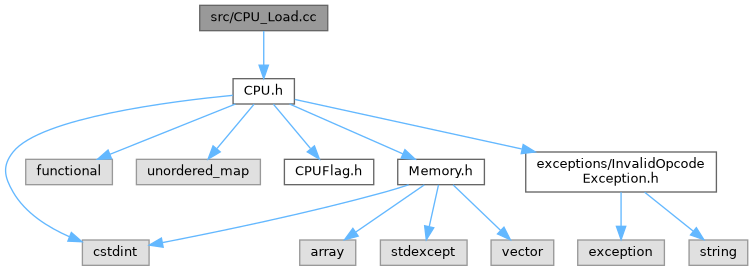 src/CPU_Load.cc
CPU.h
functional
unordered_map
CPUFlag.h
Memory.h
exceptions/InvalidOpcode
Exception.h
cstdint
array
stdexcept
vector
exception
string